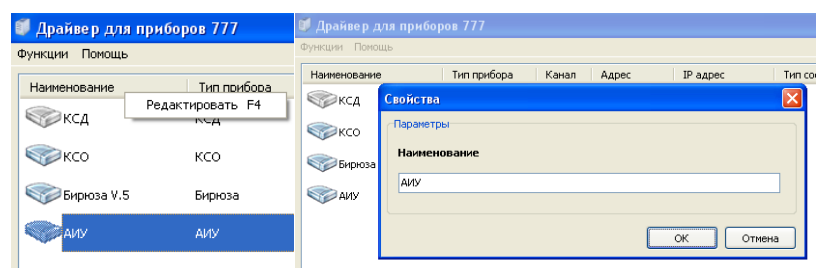 Драйвер для приборов 777
Функции Помощь
Наименование Тип прибора
Редактировать F4
КСД КСД
КСО КСО
Бирюза V.5 Бирюза
АИУ АИУ
Драйвер для приборов 777
Функции Помощь
Наименование Тип прибора Канал Адрес IP адрес Тип со
КСД
КСО
Бирюза
АИУ
Свойства
Параметры
Наименование
АИУ
ОК Отмена